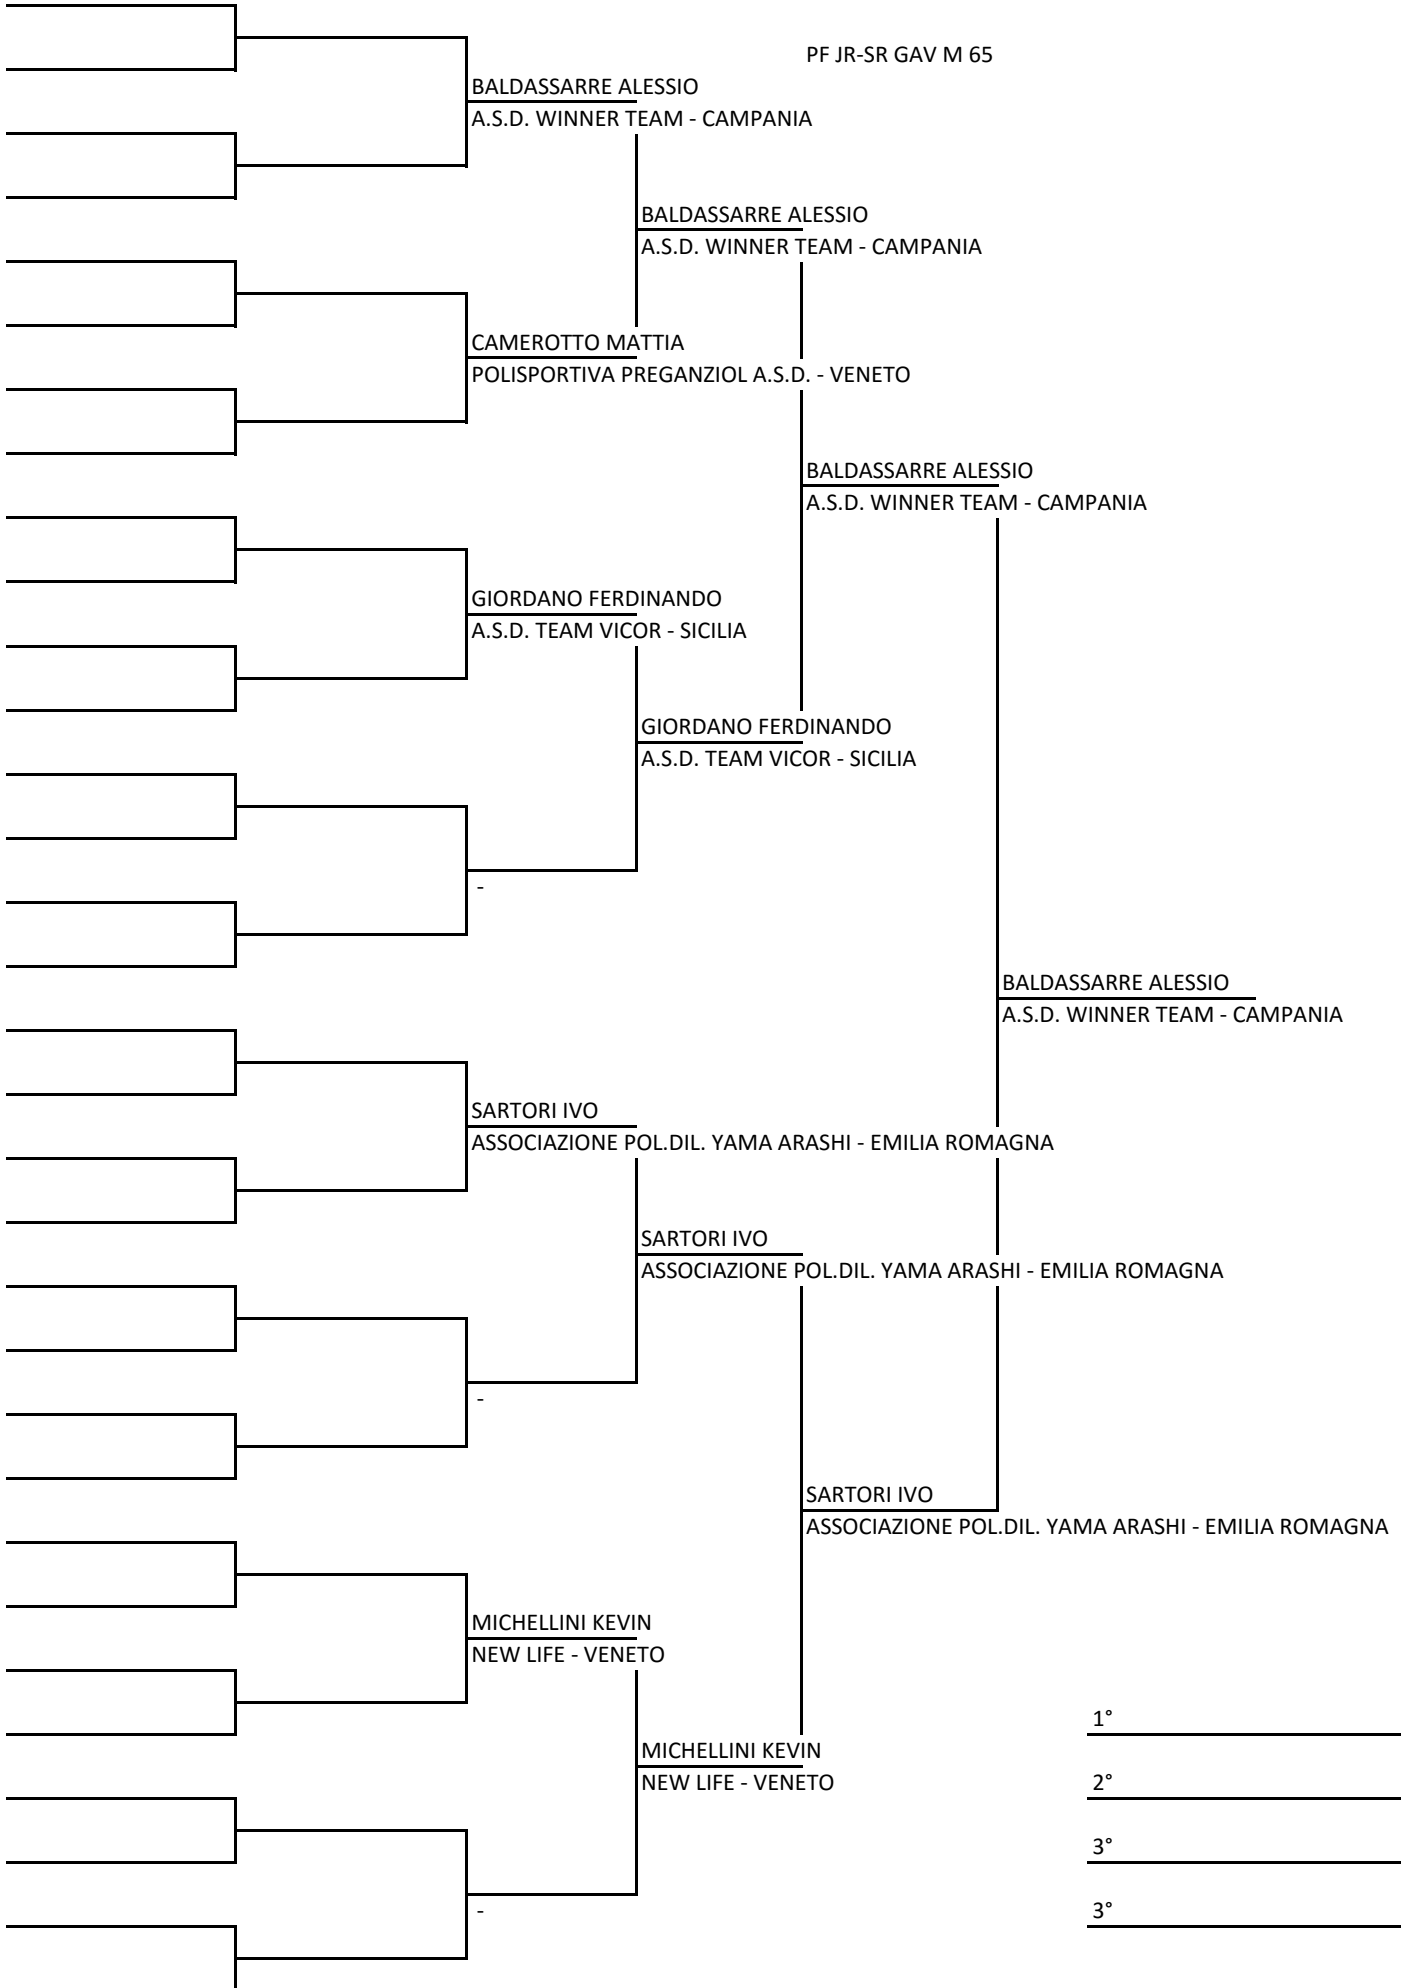 PF JR-SR GAV M 65
BALDASSARRE ALESSIO
A.S.D. WINNER TEAM - CAMPANIA
BALDASSARRE ALESSIO
A.S.D. WINNER TEAM - CAMPANIA
CAMEROTTO MATTIA
POLISPORTIVA PREGANZIOL A.S.D. - VENETO
BALDASSARRE ALESSIO
A.S.D. WINNER TEAM - CAMPANIA
GIORDANO FERDINANDO
A.S.D. TEAM VICOR - SICILIA
GIORDANO FERDINANDO
A.S.D. TEAM VICOR - SICILIA
-
BALDASSARRE ALESSIO
A.S.D. WINNER TEAM - CAMPANIA
SARTORI IVO
ASSOCIAZIONE POL.DIL. YAMA ARASHI - EMILIA ROMAGNA
SARTORI IVO
ASSOCIAZIONE POL.DIL. YAMA ARASHI - EMILIA ROMAGNA
-
SARTORI IVO
ASSOCIAZIONE POL.DIL. YAMA ARASHI - EMILIA ROMAGNA
MICHELLINI KEVIN
NEW LIFE - VENETO
1°
MICHELLINI KEVIN
NEW LIFE - VENETO
2°
3°
-
3°